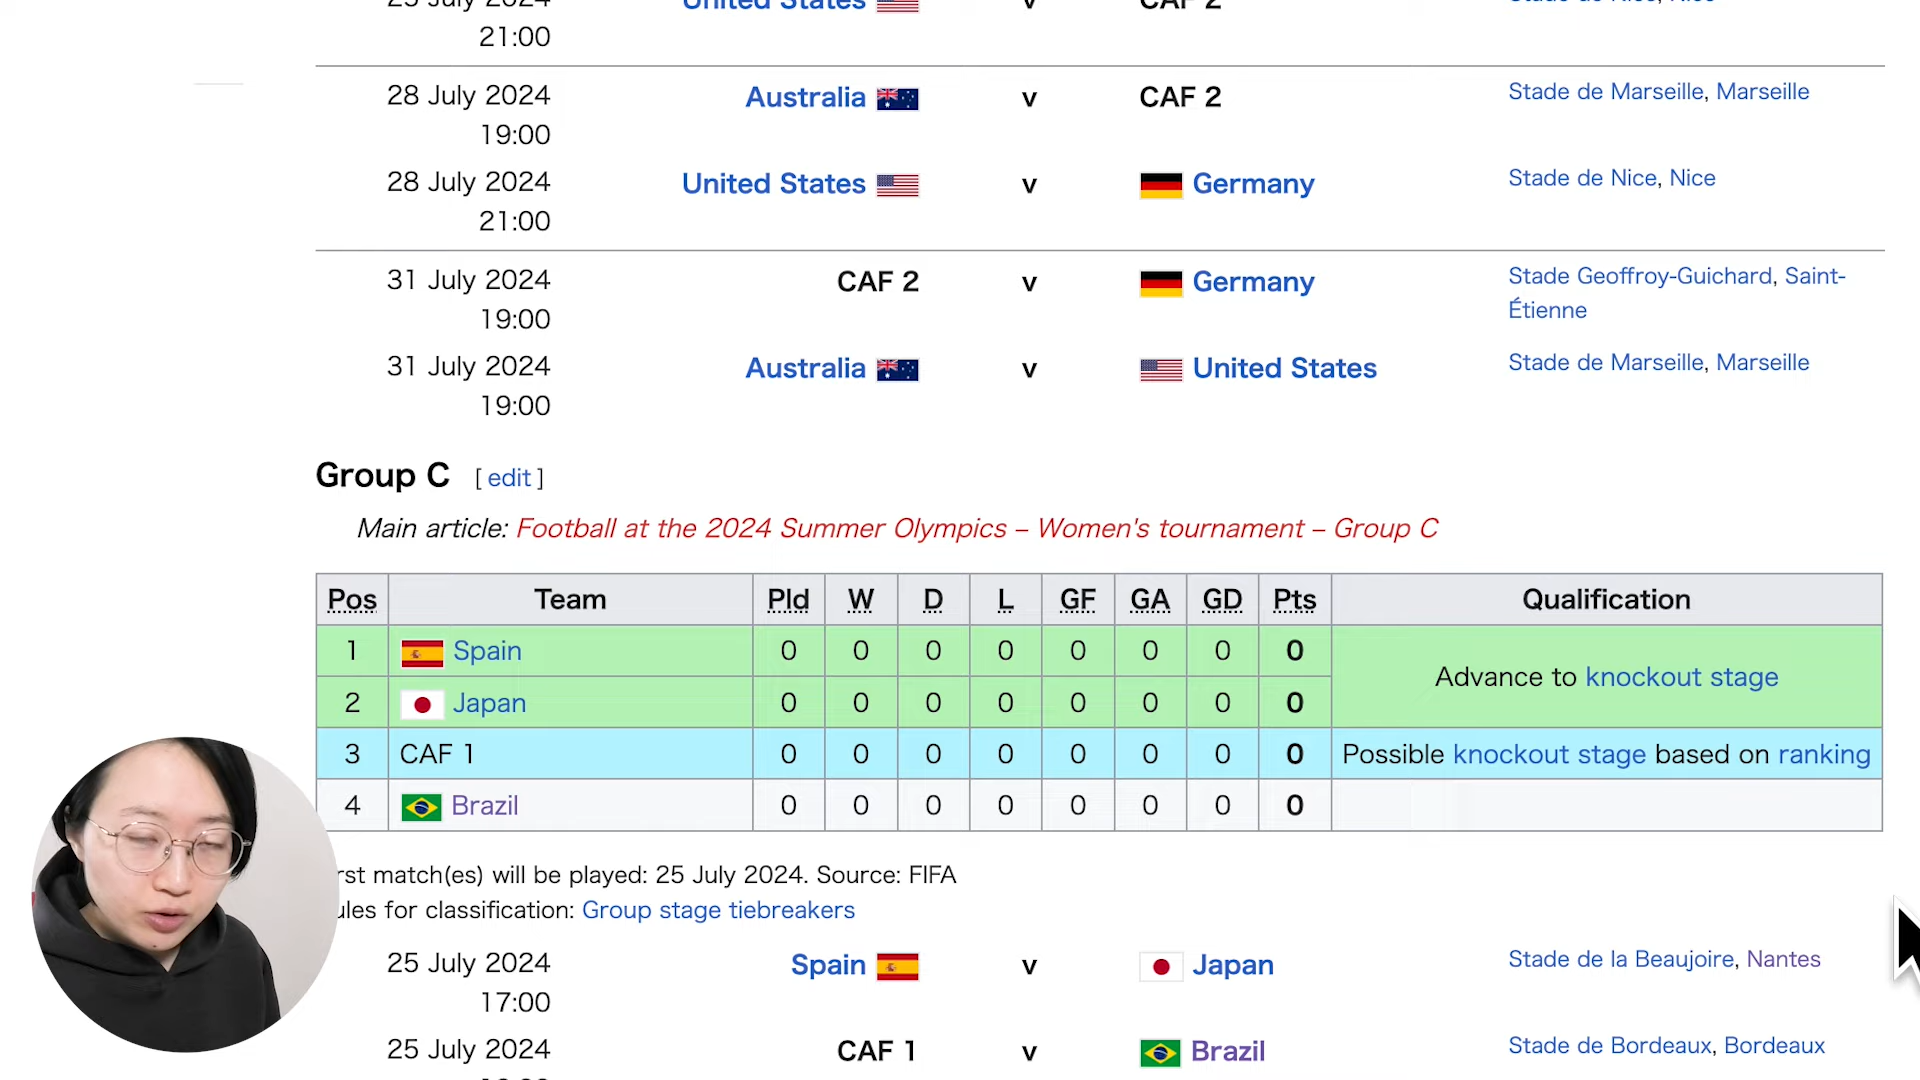 21:00
28 July 2024 Australia v CAF 2 Stade de Marseille, Marseille
19:00
28 July 2024 United States v Germany Stade de Nice, Nice
21:00
31 July 2024 CAF 2 v Germany Stade Geoffroy-Guichard, Saint-
Étienne
19:00
31 July 2024 Australia v United States Stade de Marseille, Marseille
19:00
Group C [ edit ]
Main article: Football at the 2024 Summer Olympics – Women's tournament – Group C
Pos Team Pld W D L GF GA GD Pts Qualification
1 Spain 0 0 0 0 0 0 0 0 Advance to knockout stage
2 Japan 0 0 0 0 0 0 0 0
3 CAF 1 0 0 0 0 0 0 0 0 Possible knockout stage based on ranking
4 Brazil 0 0 0 0 0 0 0 0
rst match(es) will be played: 25 July 2024. Source: FIFA
ules for classification: Group stage tiebreakers
25 July 2024 Spain v Japan Stade de la Beaujoire, Nantes
17:00
25 July 2024 CAF 1 v Brazil Stade de Bordeaux, Bordeaux